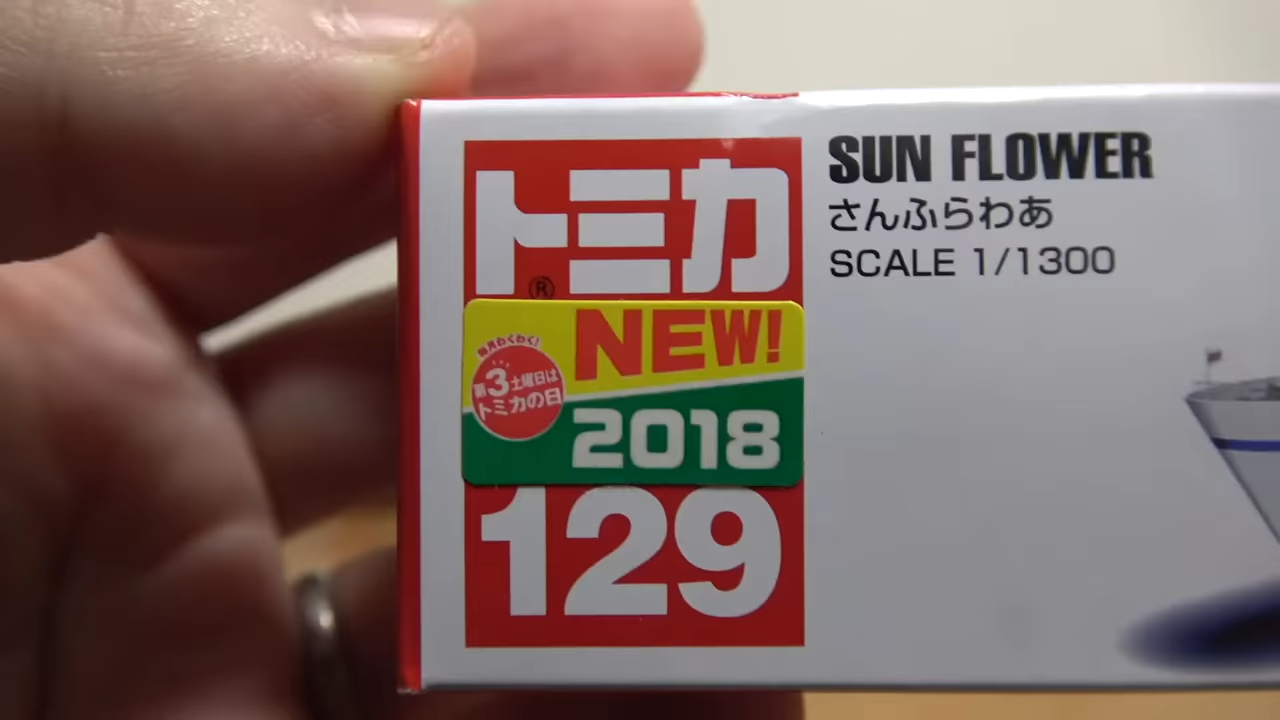 トミカ
®
NEW!
毎月わくわく!
第3土曜日は
トミカの日
2018
129
SUN FLOWER
さんふらわあ
SCALE 1/1300